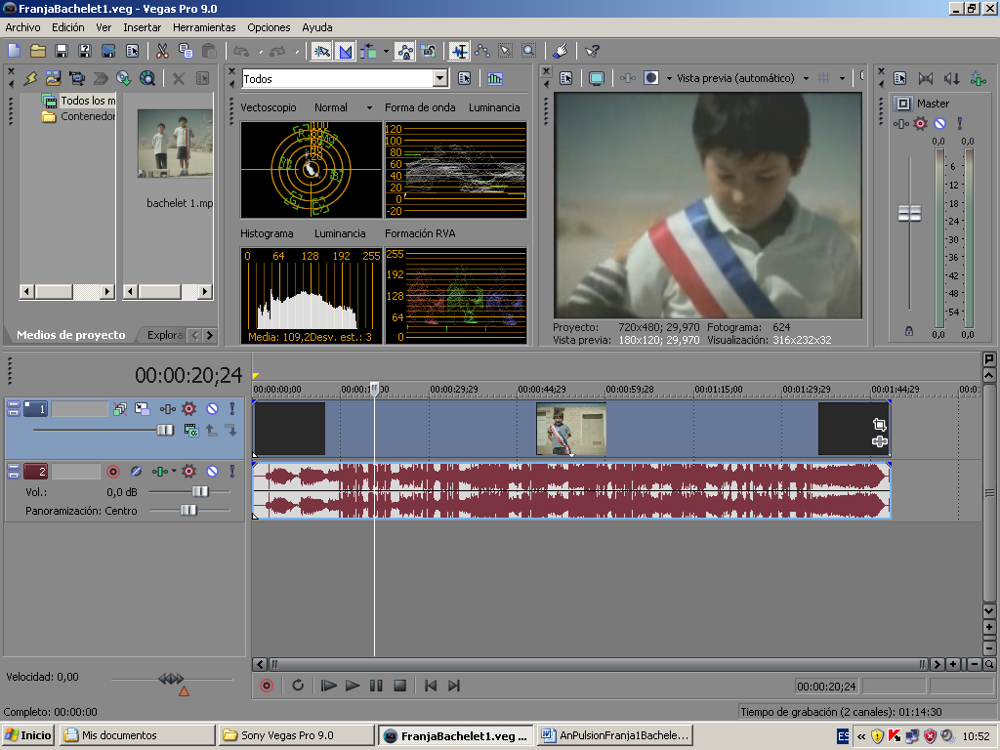 FranjaBachelet1.veg - Vegas Pro 9.0
Archivo Edición Ver Insertar Herramientas Opciones Ayuda
Todos los m
Contenedor
bachelet 1.mp
Medios de proyecto Explora
Todos
Vectoscopio Normal Forma de onda Luminancia
120
100
80
60
40
20
0
-20
Histograma Luminancia Formación RVA
0 64 128 192 255
Media: 109,2Desv. est.: 3
255
192
128
64
0
Vista previa (automático)
Proyecto: 720x480; 29,970 Fotograma: 624
Vista previa: 180x120; 29,970 Visualización: 316x232x32
Master
0,0 0,0
6
12
18
24
30
36
42
48
54
0,0 0,0
00:00:20;24
00:00:00;00 00:00:29;29 00:00:44;29 00:00:59;28 00:01:15;00 00:01:29;29 00:01:44;29
1
2
Vol.: 0,0 dB
Panoramización: Centro
Velocidad: 0,00
00:00:20;24
Completo: 00:00:00 Tiempo de grabación (2 canales): 01:14:30
Inicio Mis documentos Sony Vegas Pro 9.0 FranjaBachelet1.veg ... AnPulsionFranja1Bachele... ES 10:52